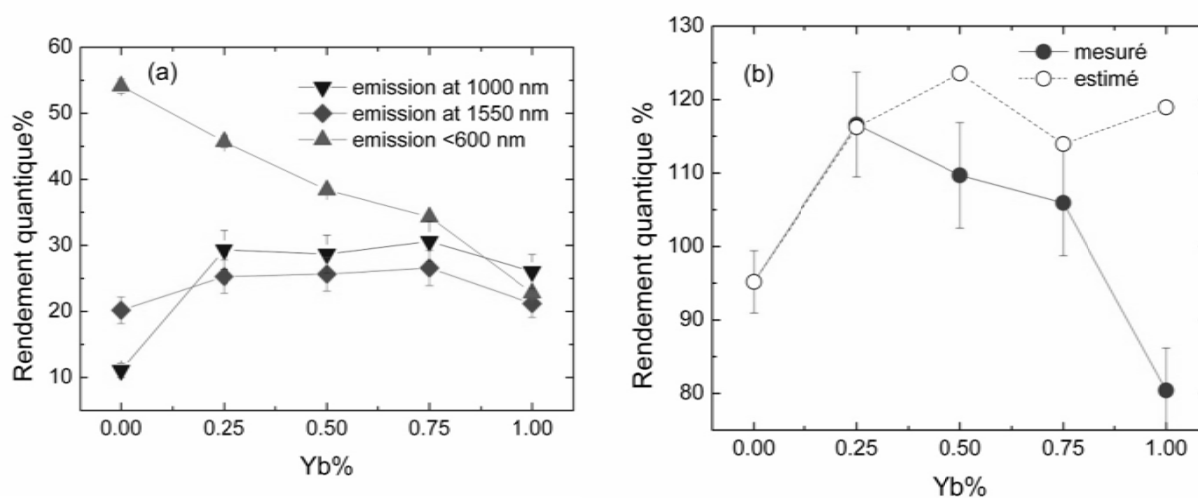 60
50
40
30
20
10
Rendement quantique%
(a)
emission at 1000 nm
emission at 1550 nm
emission <600 nm
0.00 0.25 0.50 0.75 1.00
Yb%
130
120
110
100
90
80
Rendement quantique %
(b)
mesuré
estimé
0.00 0.25 0.50 0.75 1.00
Yb%